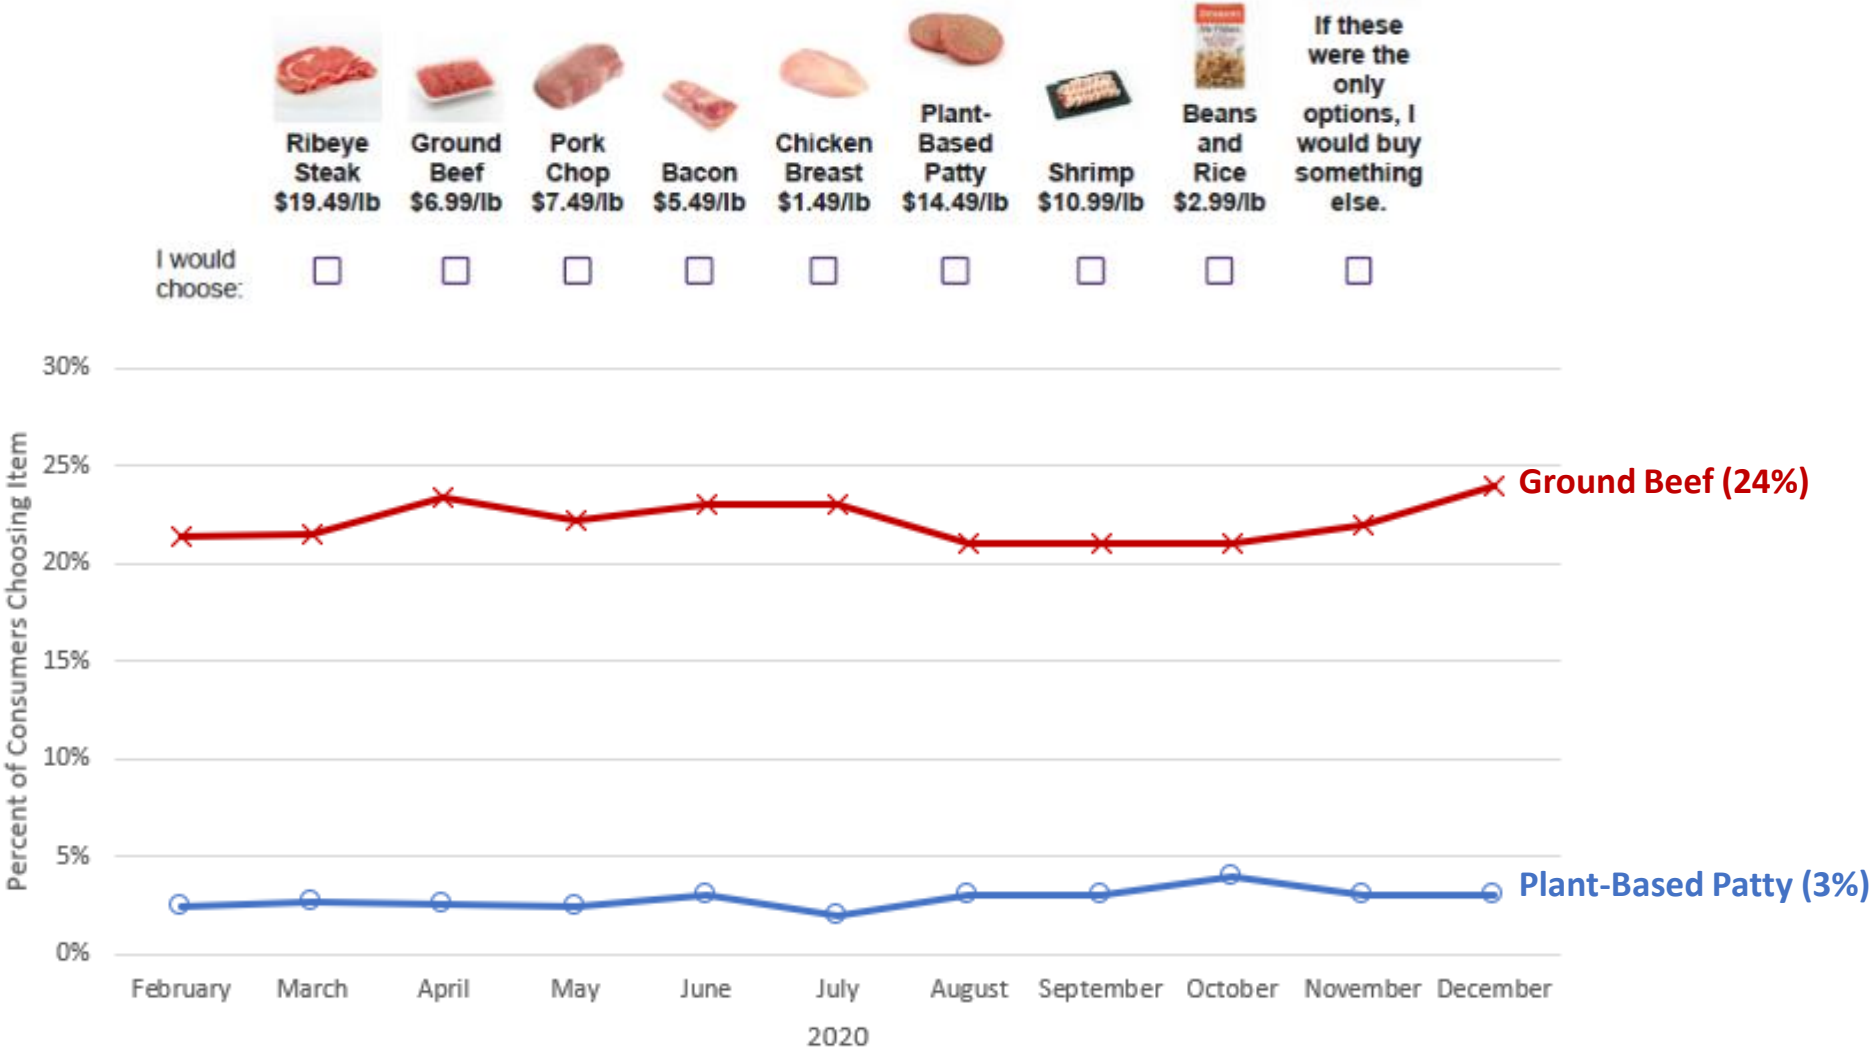 Ribeye
Steak
$19.49/lb
Ground
Beef
$6.99/lb
Pork
Chop
$7.49/lb
Bacon
$5.49/lb
Chicken
Breast
$1.49/lb
Plant-
Based
Patty
$14.49/lb
Shrimp
$10.99/lb
Beans
and
Rice
$2.99/lb
If these
were the
only
options, I
would buy
something
else.
I would
choose:
Percent of Consumers Choosing Item
30%
25%
20%
15%
10%
5%
0%
Ground Beef (24%)
Plant-Based Patty (3%)
February March April May June July August September October November December
2020